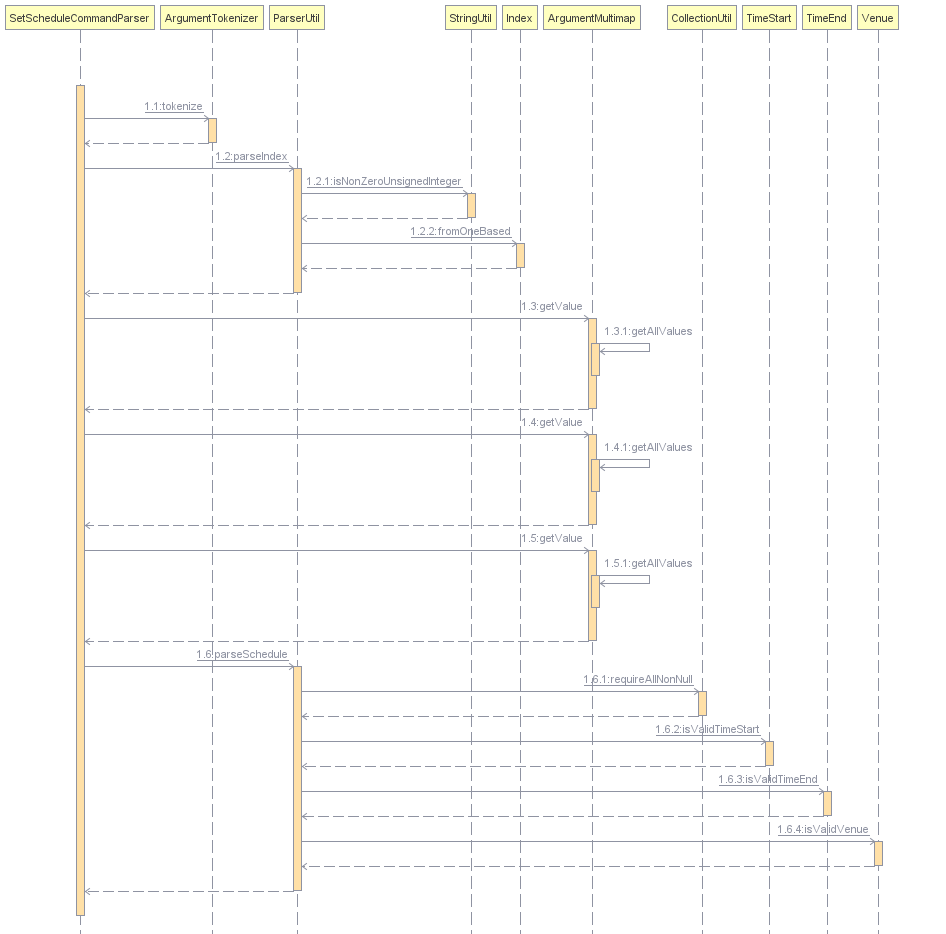 SetScheduleCommandParser ArgumentTokenizer ParserUtil StringUtil Index ArgumentMultimap CollectionUtil TimeStart TimeEnd Venue
1.1:tokenize
1.2:parseIndex
1.2.1:isNonZeroUnsignedInteger
1.2.2:fromOneBased
1.3:getValue
1.3.1:getAllValues
1.4:getValue
1.4.1:getAllValues
1.5:getValue
1.5.1:getAllValues
1.6:parseSchedule
1.6.1:requireAllNonNull
1.6.2:isValidTimeStart
1.6.3:isValidTimeEnd
1.6.4:isValidVenue